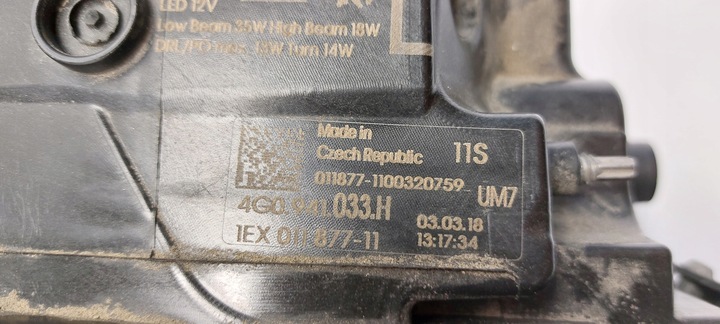 LED 12V
Low Beam 35W High Beam 18W
DRL/PO max. 13W Turn 14W
Made in
Czech Republic
11S
011877-1100320759
UM7
4G0.941.033.H
03.03.18
1EX 011 877-11
13:17:34